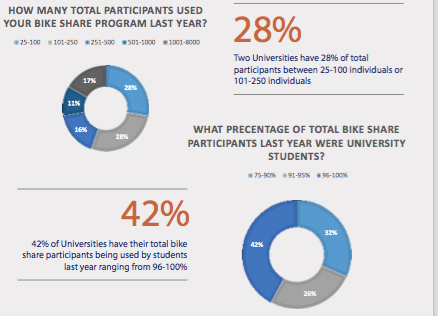 HOW MANY TOTAL PARTICIPANTS USED
YOUR BIKE SHARE PROGRAM LAST YEAR?
25-100 101-250 251-500 501-1000 1001-8000
17%
28%
11%
16%
28%
28%
Two Universities have 28% of total
participants between 25-100 individuals or
101-250 individuals
WHAT PRECENTAGE OF TOTAL BIKE SHARE
PARTICIPANTS LAST YEAR WERE UNIVERSITY
STUDENTS?
75-90% 91-95% 96-100%
32%
42%
26%
42%
42% of Universities have their total bike
share participants being used by students
last year ranging from 96-100%